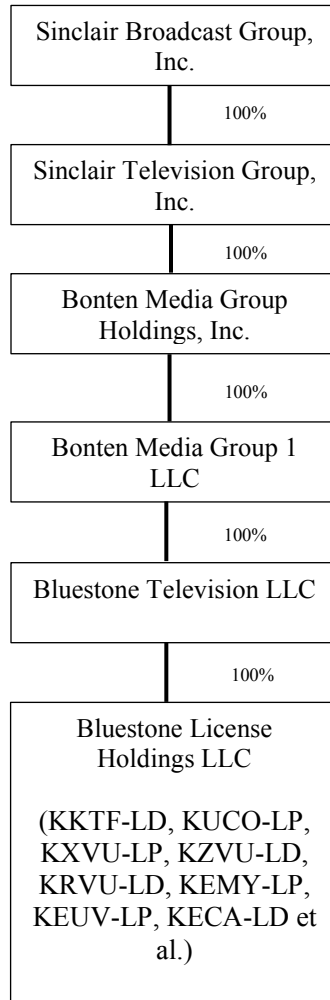 Sinclair Broadcast Group,
Inc.
100%
Sinclair Television Group,
Inc.
100%
Bonten Media Group
Holdings, Inc.
100%
Bonten Media Group 1
LLC
100%
Bluestone Television LLC
100%
Bluestone License
Holdings LLC
(KKTF-LD, KUCO-LP,
KXVU-LP, KZVU-LD,
KRVU-LD, KEMY-LP,
KEUV-LP, KECA-LD et
al.)